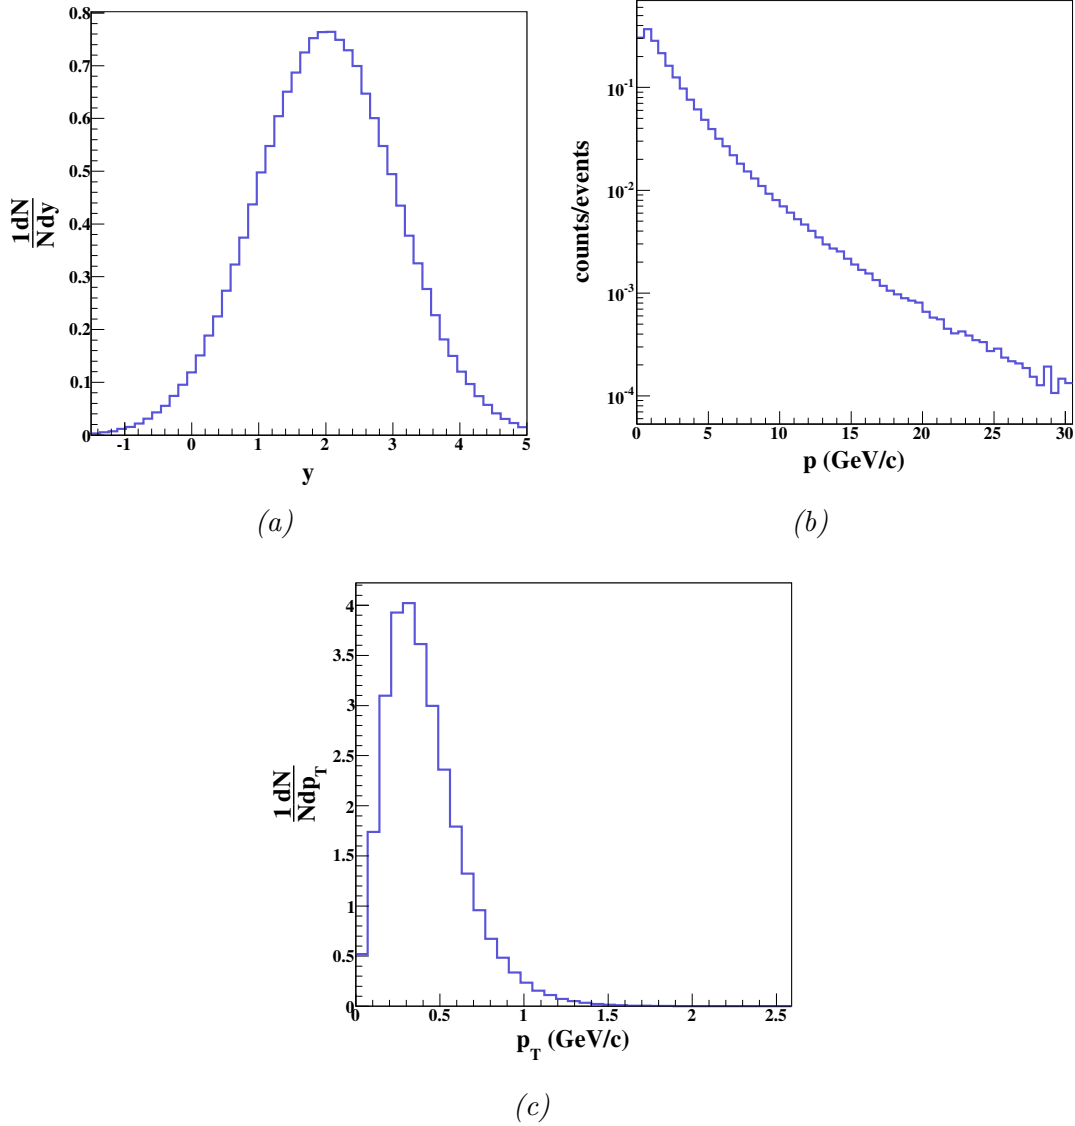 0.8
0.7
0.6
0.5
0.4
0.3
0.2
0.1
0
1dN
Ndy
-1 0 1 2 3 4 5
y
(a)
10⁻¹
10⁻²
10⁻³
10⁻⁴
counts/events
0 5 10 15 20 25 30
p (GeV/c)
(b)
4
3.5
3
2.5
2
1.5
1
0.5
0
1 dN
Ndp_T
0 0.5 1 1.5 2 2.5
p_T (GeV/c)
(c)